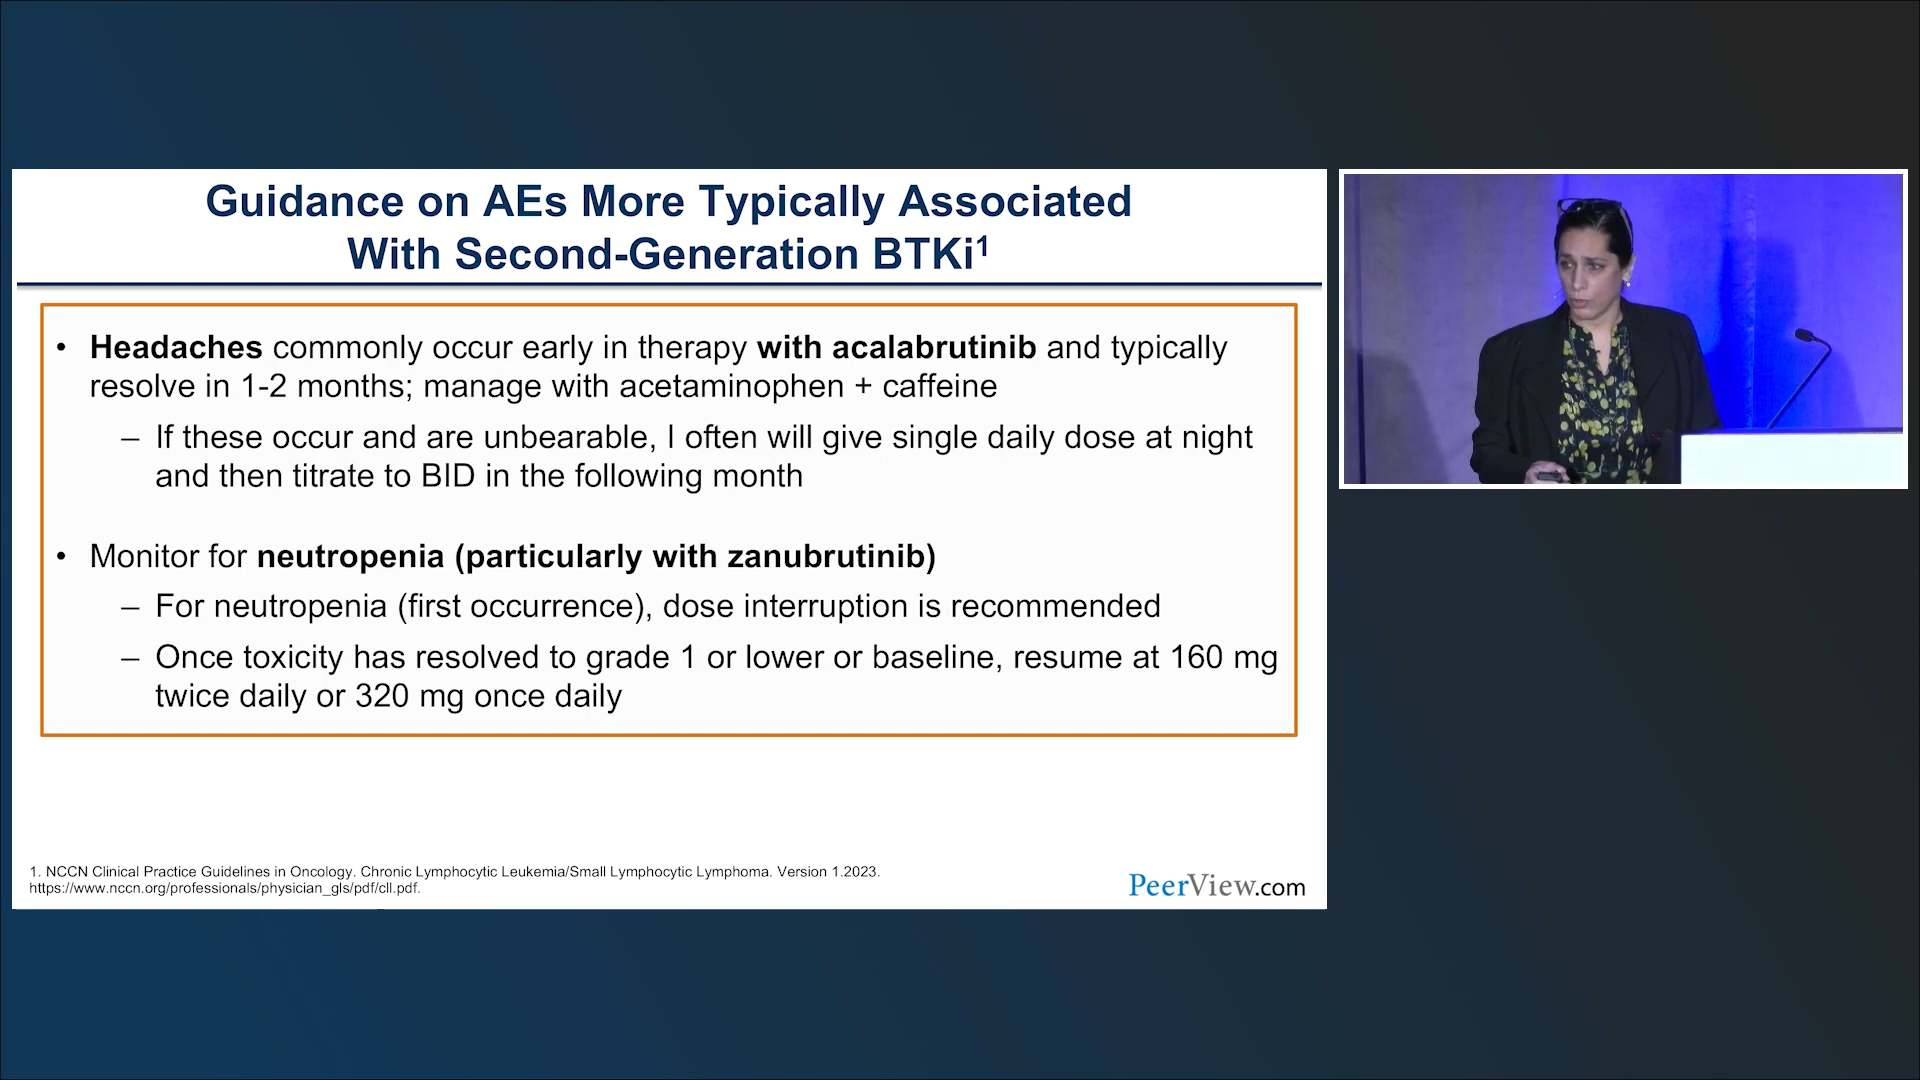 Guidance on AEs More Typically Associated
With Second-Generation BTKi¹
• Headaches commonly occur early in therapy with acalabrutinib and typically
resolve in 1-2 months; manage with acetaminophen + caffeine
– If these occur and are unbearable, I often will give single daily dose at night
and then titrate to BID in the following month
• Monitor for neutropenia (particularly with zanubrutinib)
– For neutropenia (first occurrence), dose interruption is recommended
– Once toxicity has resolved to grade 1 or lower or baseline, resume at 160 mg
twice daily or 320 mg once daily
1. NCCN Clinical Practice Guidelines in Oncology. Chronic Lymphocytic Leukemia/Small Lymphocytic Lymphoma. Version 1.2023.
https://www.nccn.org/professionals/physician_gls/pdf/cll.pdf.
PeerView.com